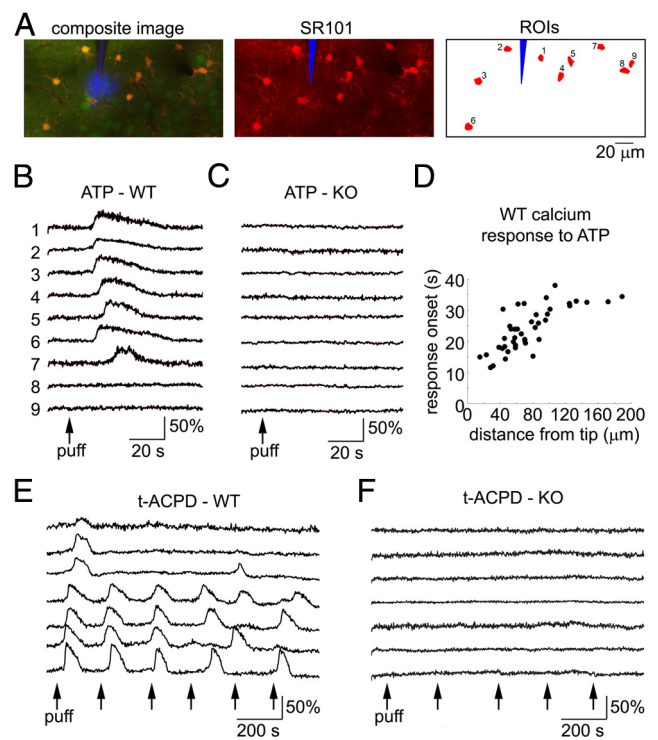 A
composite image
SR101
ROIs
1
2
3
4
5
6
7
8
9
20 μm
B
ATP - WT
1
2
3
4
5
6
7
8
9
puff
20 s
50%
C
ATP - KO
puff
20 s
50%
D
WT calcium
response to ATP
response onset (s)
40
30
20
10
0
0 40 80 120 160 190
distance from tip (μm)
E
t-ACPD - WT
puff
200 s
50%
F
t-ACPD - KO
puff
200 s
50%